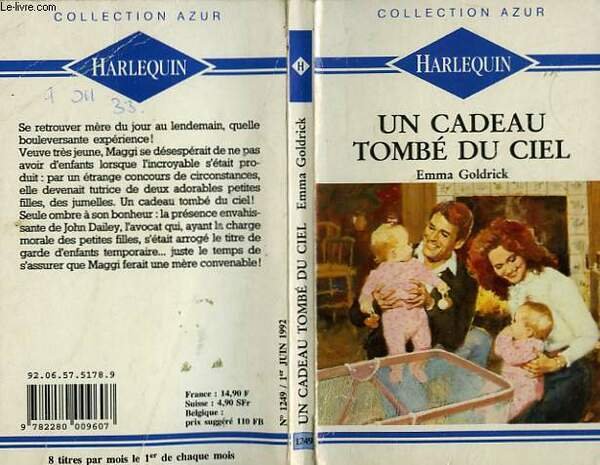 Le-livre.com
COLLECTION AZUR
HARLEQUIN
Se retrouver mère du jour au lendemain, quelle
bouleversante expérience!
Veuve très jeune, Maggi se désespérait de ne pas
avoir d'enfants lorsque l'incroyable s'était pro-
duit : par un étrange concours de circonstances,
elle devenait tutrice de deux adorables petites
filles, des jumelles. Un cadeau tombé du ciel!
Seule ombre à son bonheur : la présence envahis-
sante de John Dailey, l'avocat qui, ayant la charge
morale des petites filles, s'était arrogé le titre de
garde d'enfants temporaire... juste le temps de
s'assurer que Maggi ferait une mère convenable!
92.06.57.5178.9
9 782280 009607
France : 14,90 F
Suisse : 4,90 SFr
Belgique :
prix suggéré 110 FB
8 titres par mois le 1er de chaque mois
H
Emma Goldrick
UN CADEAU TOMBÉ DU CIEL
N° 1249 / 1er JUIN 1992
1249
COLLECTION AZUR
HARLEQUIN
UN CADEAU
TOMBÉ DU CIEL
Emma Goldrick